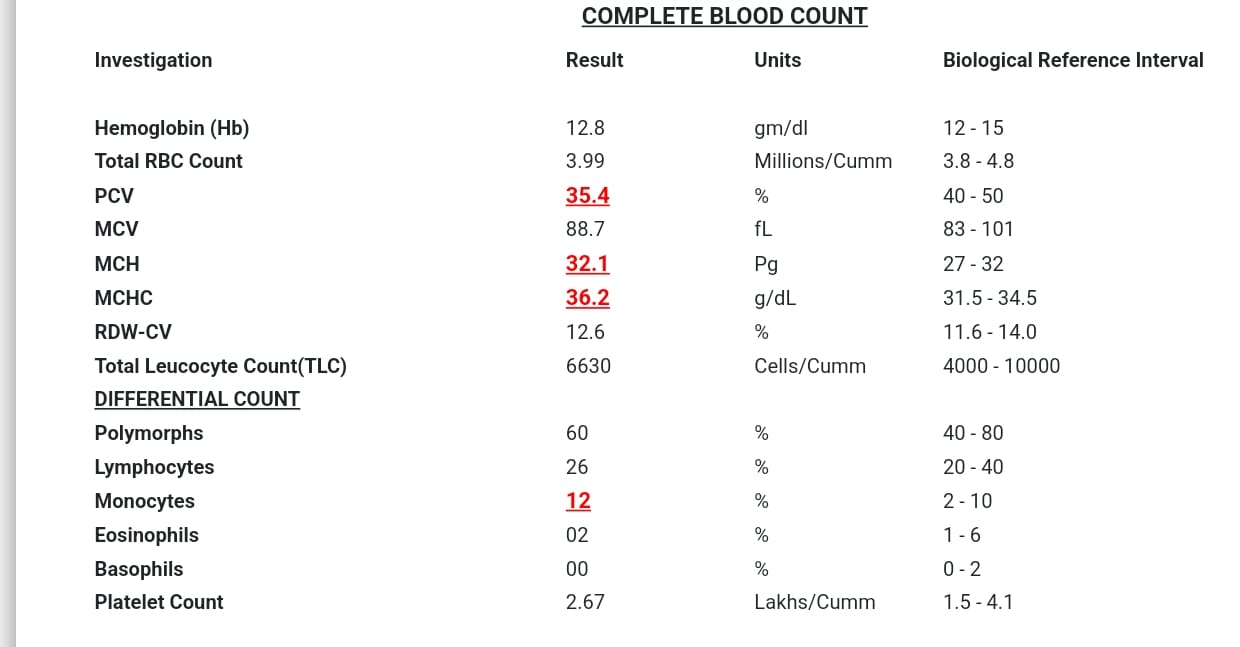 COMPLETE BLOOD COUNT
Investigation Result Units Biological Reference Interval
Hemoglobin (Hb) 12.8 gm/dl 12 - 15
Total RBC Count 3.99 Millions/Cumm 3.8 - 4.8
PCV 35.4 % 40 - 50
MCV 88.7 fL 83 - 101
MCH 32.1 Pg 27 - 32
MCHC 36.2 g/dL 31.5 - 34.5
RDW-CV 12.6 % 11.6 - 14.0
Total Leucocyte Count(TLC) 6630 Cells/Cumm 4000 - 10000
DIFFERENTIAL COUNT
Polymorphs 60 % 40 - 80
Lymphocytes 26 % 20 - 40
Monocytes 12 % 2 - 10
Eosinophils 02 % 1 - 6
Basophils 00 % 0 - 2
Platelet Count 2.67 Lakhs/Cumm 1.5 - 4.1